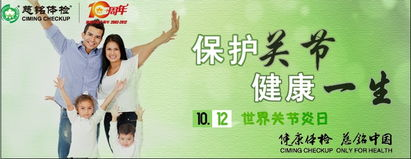 慈铭体检
CIMING CHECKUP
10周年
2002-2012
保护关节
健康一生
10.12 世界关节炎日
健康体检 慈铭中国
CIMING CHECKUP ONLY FOR HEALTH